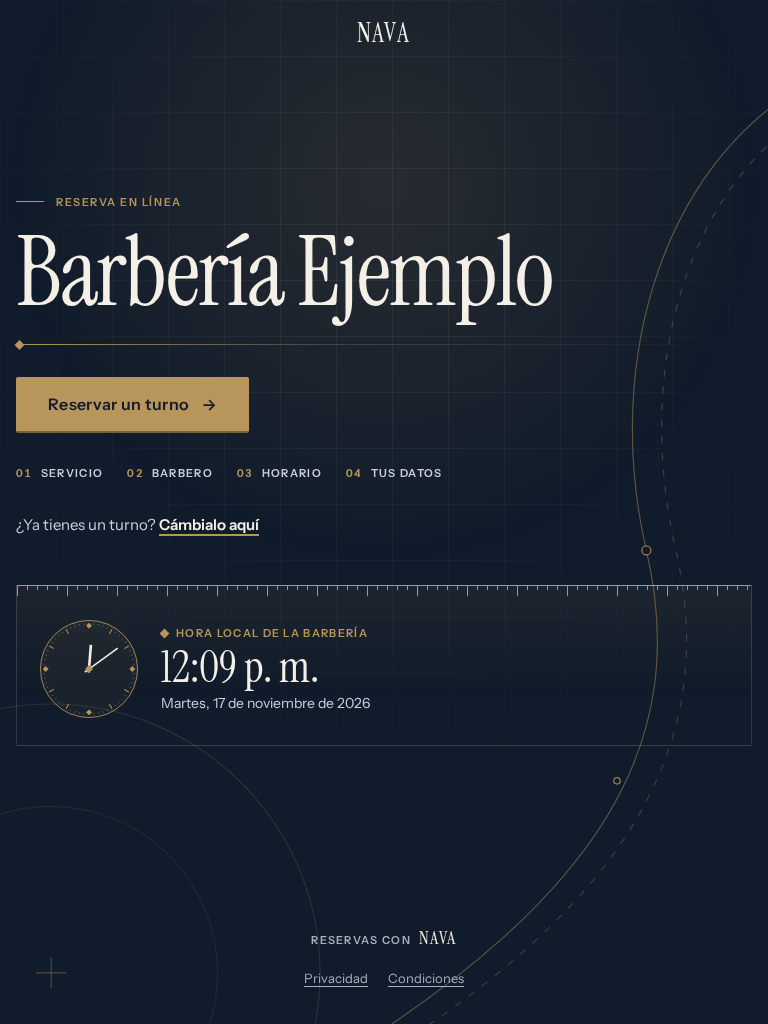 NAVA
RESERVA EN LÍNEA
Barbería Ejemplo
Reservar un turno →
01 SERVICIO 02 BARBERO 03 HORARIO 04 TUS DATOS
¿Ya tienes un turno? Cámbialo aquí
HORA LOCAL DE LA BARBERÍA
12:09 p. m.
Martes, 17 de noviembre de 2026
RESERVAS CON NAVA
Privacidad Condiciones